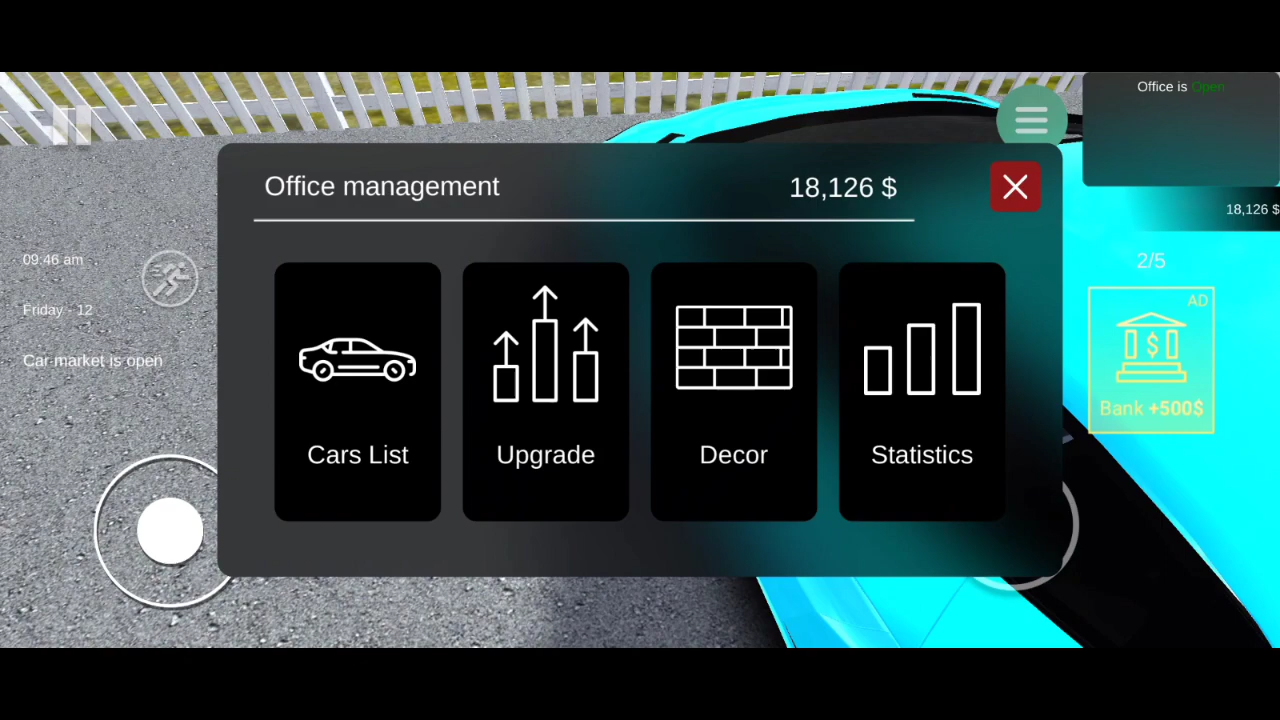 Office is Open
Office management
18,126 $
18,126 $
09:46 am
Friday - 12
Car market is open
2/5
AD
Bank +500$
Cars List
Upgrade
Decor
Statistics